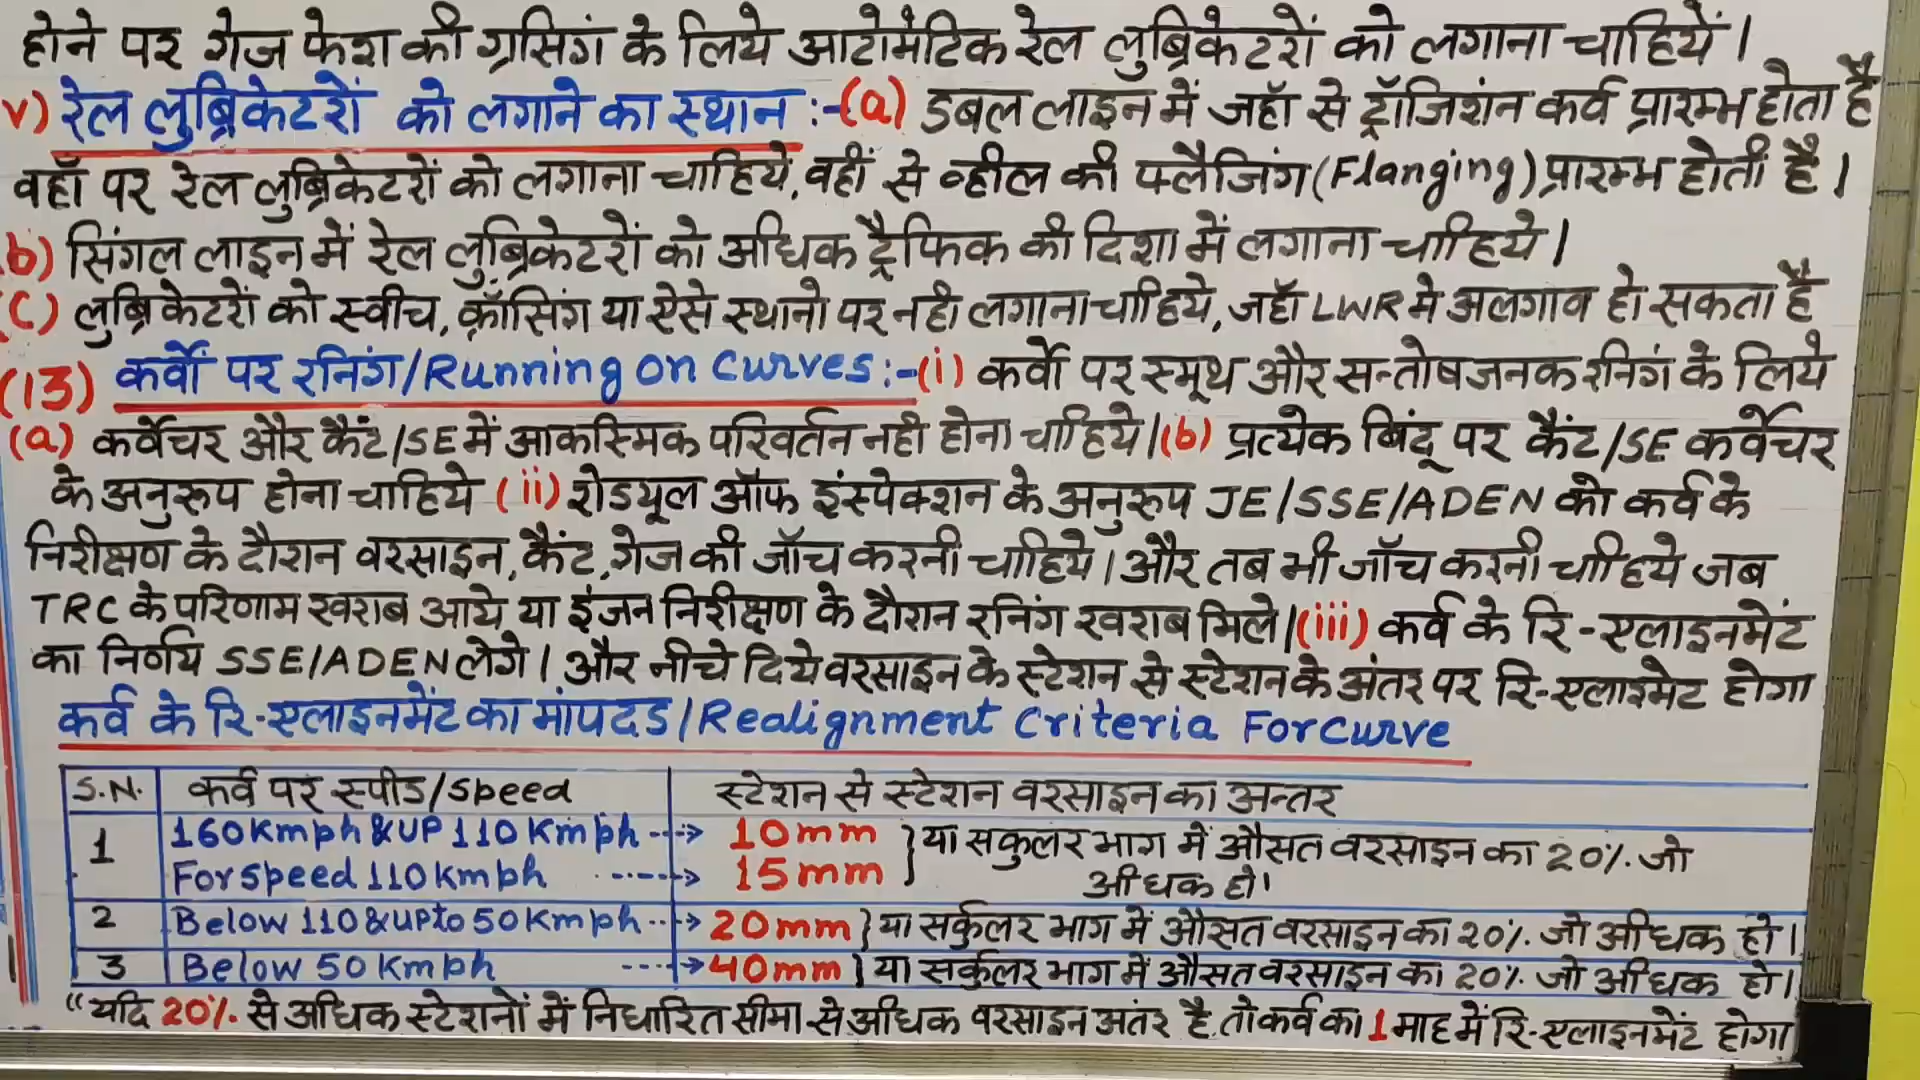 होने पर गेज फेश की ग्रसिगं के लिये आटोमेटिक रेल लुब्रिकेटरों को लगाना चाहियें।
v) रेल लुब्रिकेटरों को लगाने का स्थान :-(a) डबल लाइन में जहॉ से ट्रॉजिशंन कर्व प्रारम्भ होता है
वहॉ पर रेल लुब्रिकेटरों को लगाना चाहिये, वहीं से व्हील की फ्लैजिंग (Flanging) प्रारम्भ होती है।
b) सिंगल लाइन में रेल लुब्रिकेटरों को अधिक ट्रैफिक की दिशा में लगाना चाहिये।
(C) लुब्रिकेटरों को स्वीच, क्रॉसिंग या ऐसे स्थानो पर नही लगाना चाहिये, जहॉ LWR मे अलगाव हो सकता है
(13) कर्वों पर रनिंग/Running on Curves:-(i) कर्वो पर स्मूथ और सन्तोषजनक रनिगं के लिये
(a) कर्वेचर और कैटं/SE में आकस्मिक परिवर्तन नही होना चाहिये।(b) प्रत्येक बिंदू पर कैंट/SE कर्वेचर
के अनुरूप होना चाहिये (ii) शेडयूल ऑफ इंस्पेक्शन के अनुरूप JE/SSE/ADEN को कर्व के
निरीक्षण के दौरान वरसाइन, कैंट, गेज की जॉच करनी चाहिये। और तब भी जॉच करनी चाहिये जब
TRC के परिणाम खराब आये या इंजन निरीक्षण के दौरान रनिंग खराब मिले।(iii) कर्व के रि-एलाइनमेंट
का निर्णय SSE/ADEN लेगे। और नीचे दिये वरसाइन के स्टेशन से स्टेशन के अंतर पर रि-एलाइमेट होगा
कर्व के रि-एलाइनमेंट का मांपदड/Realignment Criteria For curve
S.N. कर्व पर स्पीड/speed स्टेशन से स्टेशन वरसाइन का अन्तर
1 160 Kmph & UP 110 Kmph → 10mm } या सकुलर भाग में औसत वरसाइन का 20%. जो
For speed 110 Kmph → 15mm अधिक हो।
2 Below 110 & upto 50 Kmph → 20mm } या सर्कुलर भाग में औसत वरसाइन का 20%. जो अधिक हो।
3 Below 50 Kmph → 40mm } या सर्कुलर भाग में औसत वरसाइन का 20%. जो अधिक हो।
“यदि 20%. से अधिक स्टेशनों में निर्धारित सीमा से अधिक वरसाइन अंतर है, तो कर्व का 1 माह में रि-एलाइनमेंट होगा